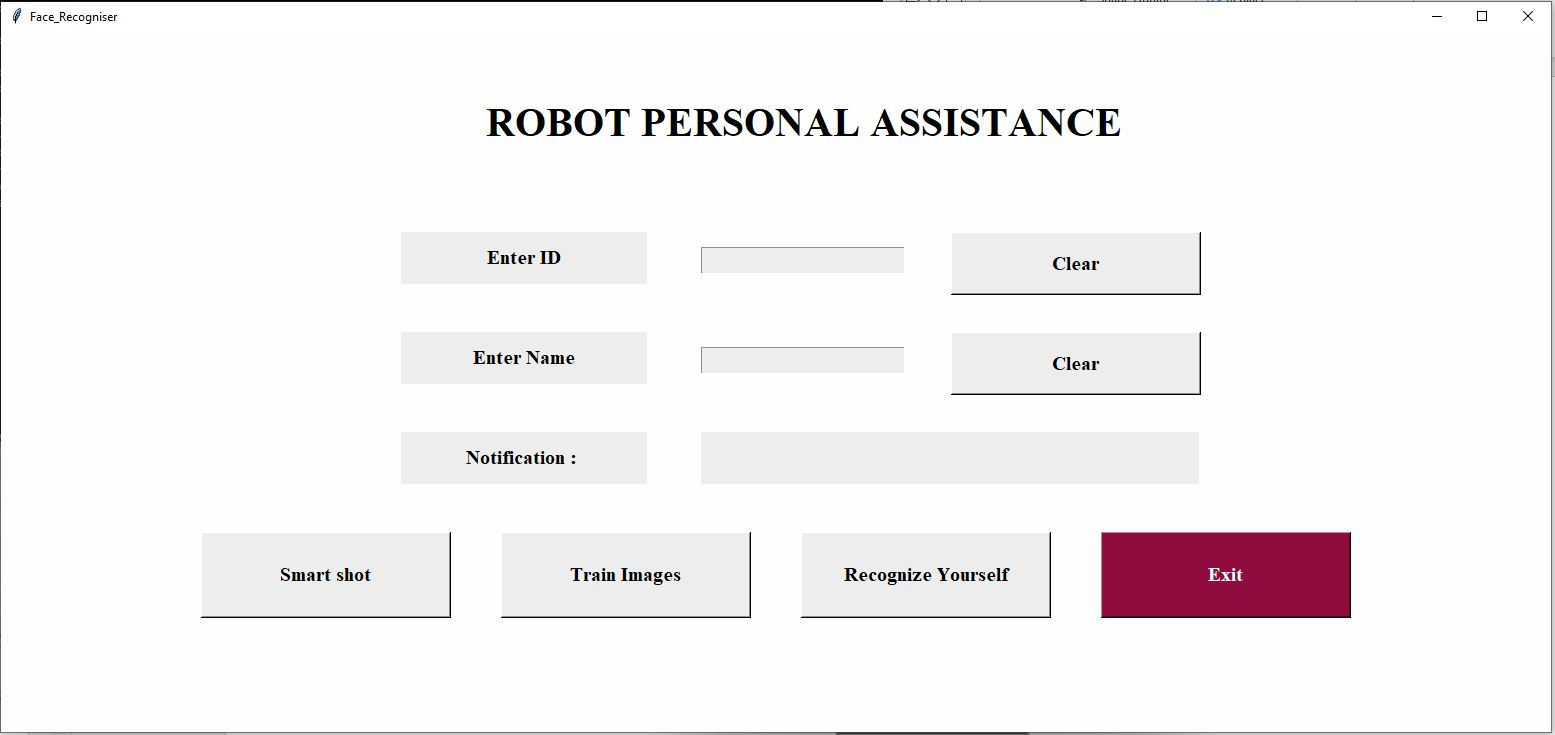 Face_Recogniser
ROBOT PERSONAL ASSISTANCE
Enter ID
Clear
Enter Name
Clear
Notification :
Smart shot
Train Images
Recognize Yourself
Exit